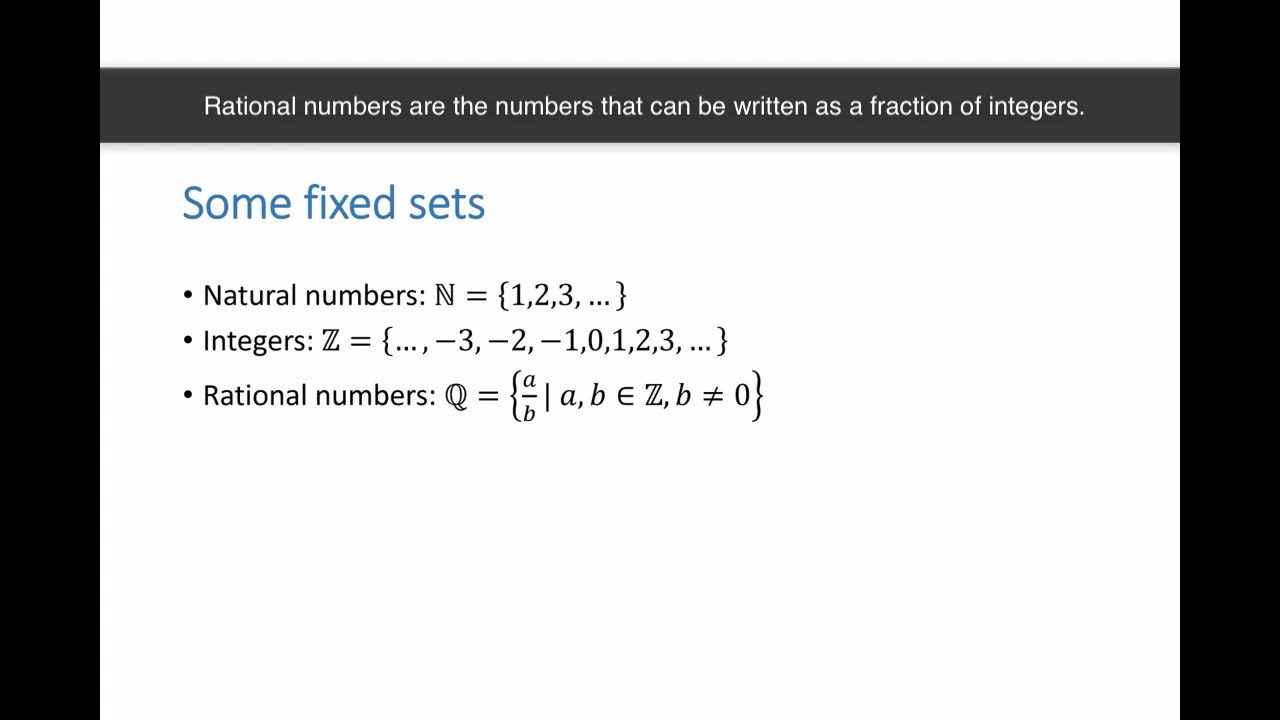 Rational numbers are the numbers that can be written as a fraction of integers.
Some fixed sets
• Natural numbers: ℕ = {1,2,3, … }
• Integers: ℤ = {… , −3, −2, −1,0,1,2,3, … }
• Rational numbers: ℚ = {a/b | a, b ∈ ℤ, b ≠ 0}